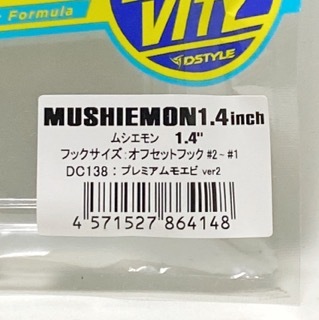 Formula
VITZ
DSTYLE
MUSHIEMON1.4inch
ムシエモン 1.4"
フックサイズ:オフセットフック#2~#1
DC138:プレミアムモエビ ver2
4 571527 864148